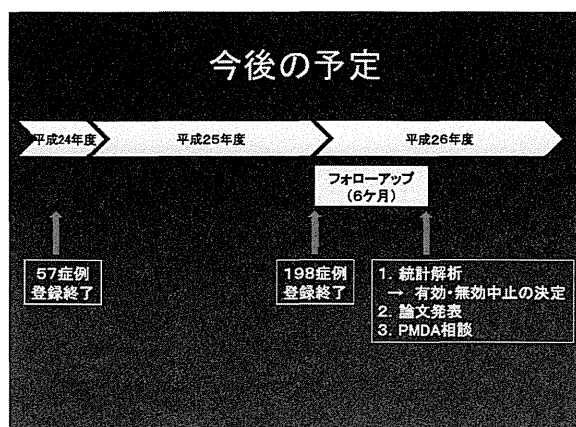 今後の予定
平成24年度
平成25年度
平成26年度
フォローアップ
(6ケ月)
57症例
登録終了
198症例
登録終了
1. 統計解析
→ 有効・無効中止の決定
2. 論文発表
3. PMDA相談